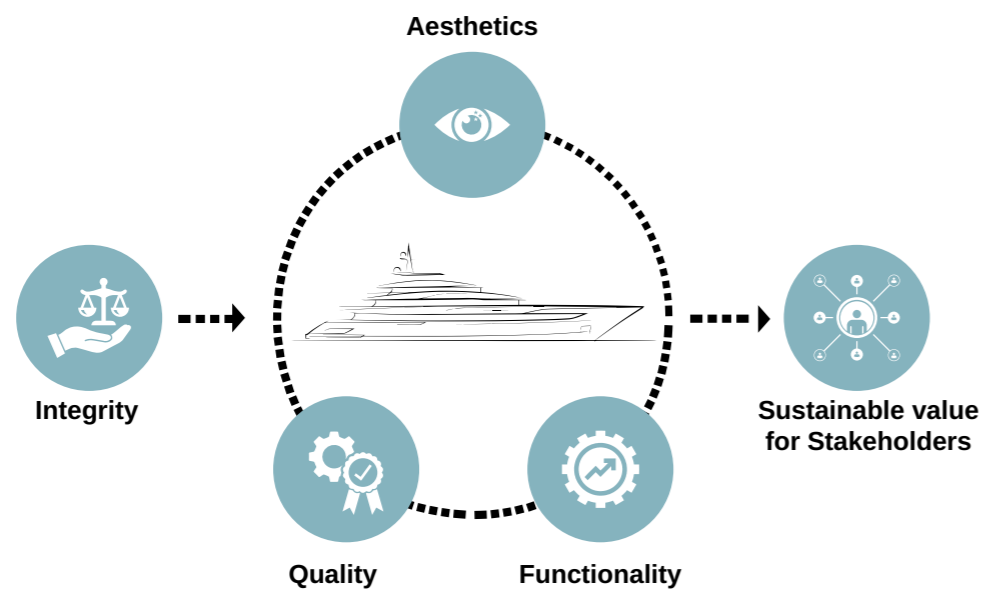 Aesthetics
Integrity
Sustainable value
for Stakeholders
Quality
Functionality